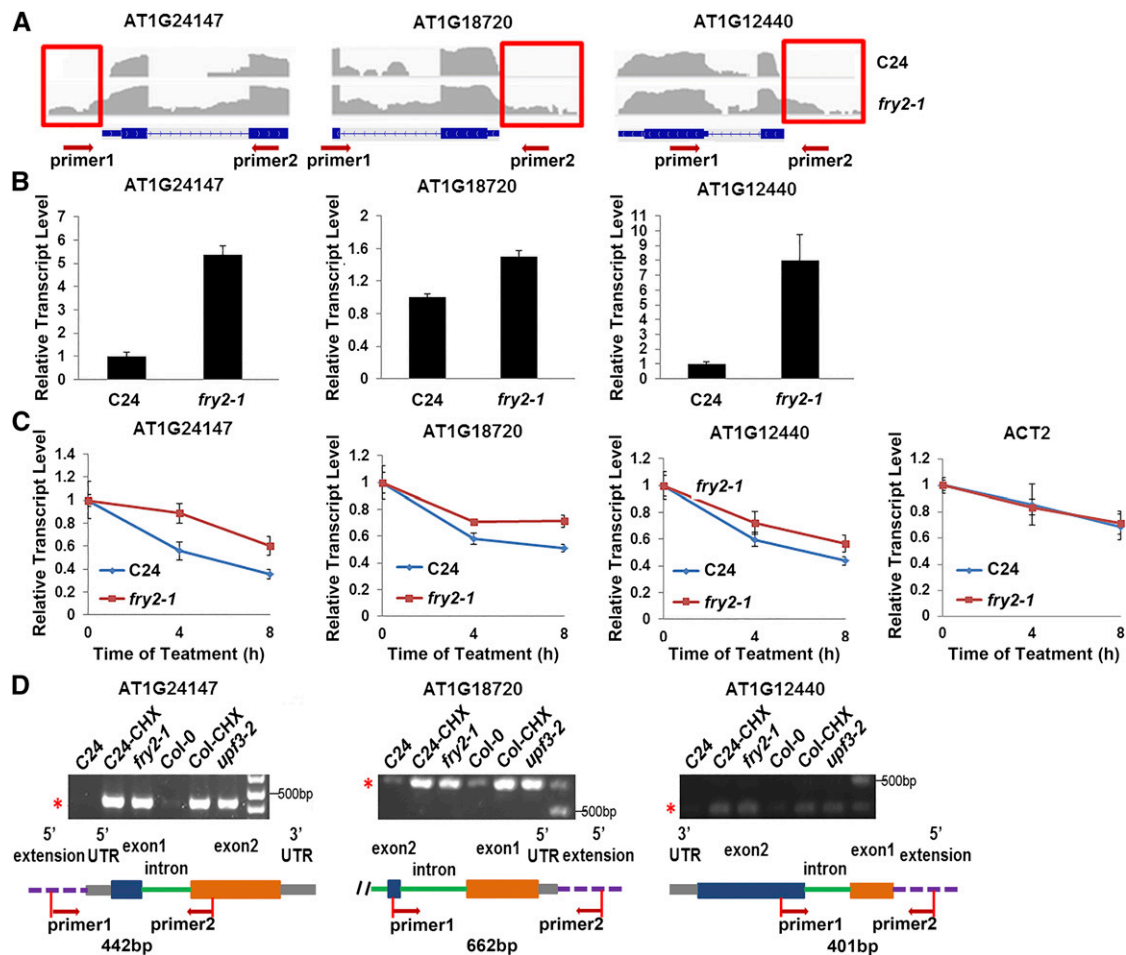 A
AT1G24147
AT1G18720
AT1G12440
C24
fry2-1
primer1
primer2
primer1
primer2
primer1
primer2
B
AT1G24147
AT1G18720
AT1G12440
Relative Transcript Level
7
6
5
4
3
2
1
0
C24
fry2-1
Relative Transcript Level
2
1.6
1.2
0.8
0.4
0
C24
fry2-1
Relative Transcript Level
11
10
9
8
7
6
5
4
3
2
1
0
C24
fry2-1
C
AT1G24147
Relative Transcript Level
1.4
1.2
1
0.8
0.6
0.4
0.2
0
C24
fry2-1
0
4
8
Time of Teatment (h)
AT1G18720
Relative Transcript Level
1.2
1
0.8
0.6
0.4
0.2
0
C24
fry2-1
0
4
8
Time of Teatment (h)
AT1G12440
Relative Transcript Level
1.2
1
0.8
0.6
0.4
0.2
0
fry2-1
C24
fry2-1
0
4
8
Time of Teatment (h)
ACT2
Relative Transcript Level
1.2
1
0.8
0.6
0.4
0.2
0
C24
fry2-1
0
4
8
Time of Teatment (h)
D
AT1G24147
C24
C24-CHX
fry2-1
Col-0
Col-CHX
upf3-2
*
500bp
5’
extension
5’
UTR
exon1
intron
exon2
3’
UTR
primer1
primer2
442bp
AT1G18720
C24
C24-CHX
fry2-1
Col-0
Col-CHX
upf3-2
*
500bp
exon2
intron
exon1
5’
UTR
5’
extension
//
primer1
primer2
662bp
AT1G12440
C24
C24-CHX
fry2-1
Col-0
Col-CHX
upf3-2
*
500bp
3’
UTR
exon2
intron
exon1
5’
extension
primer1
primer2
401bp